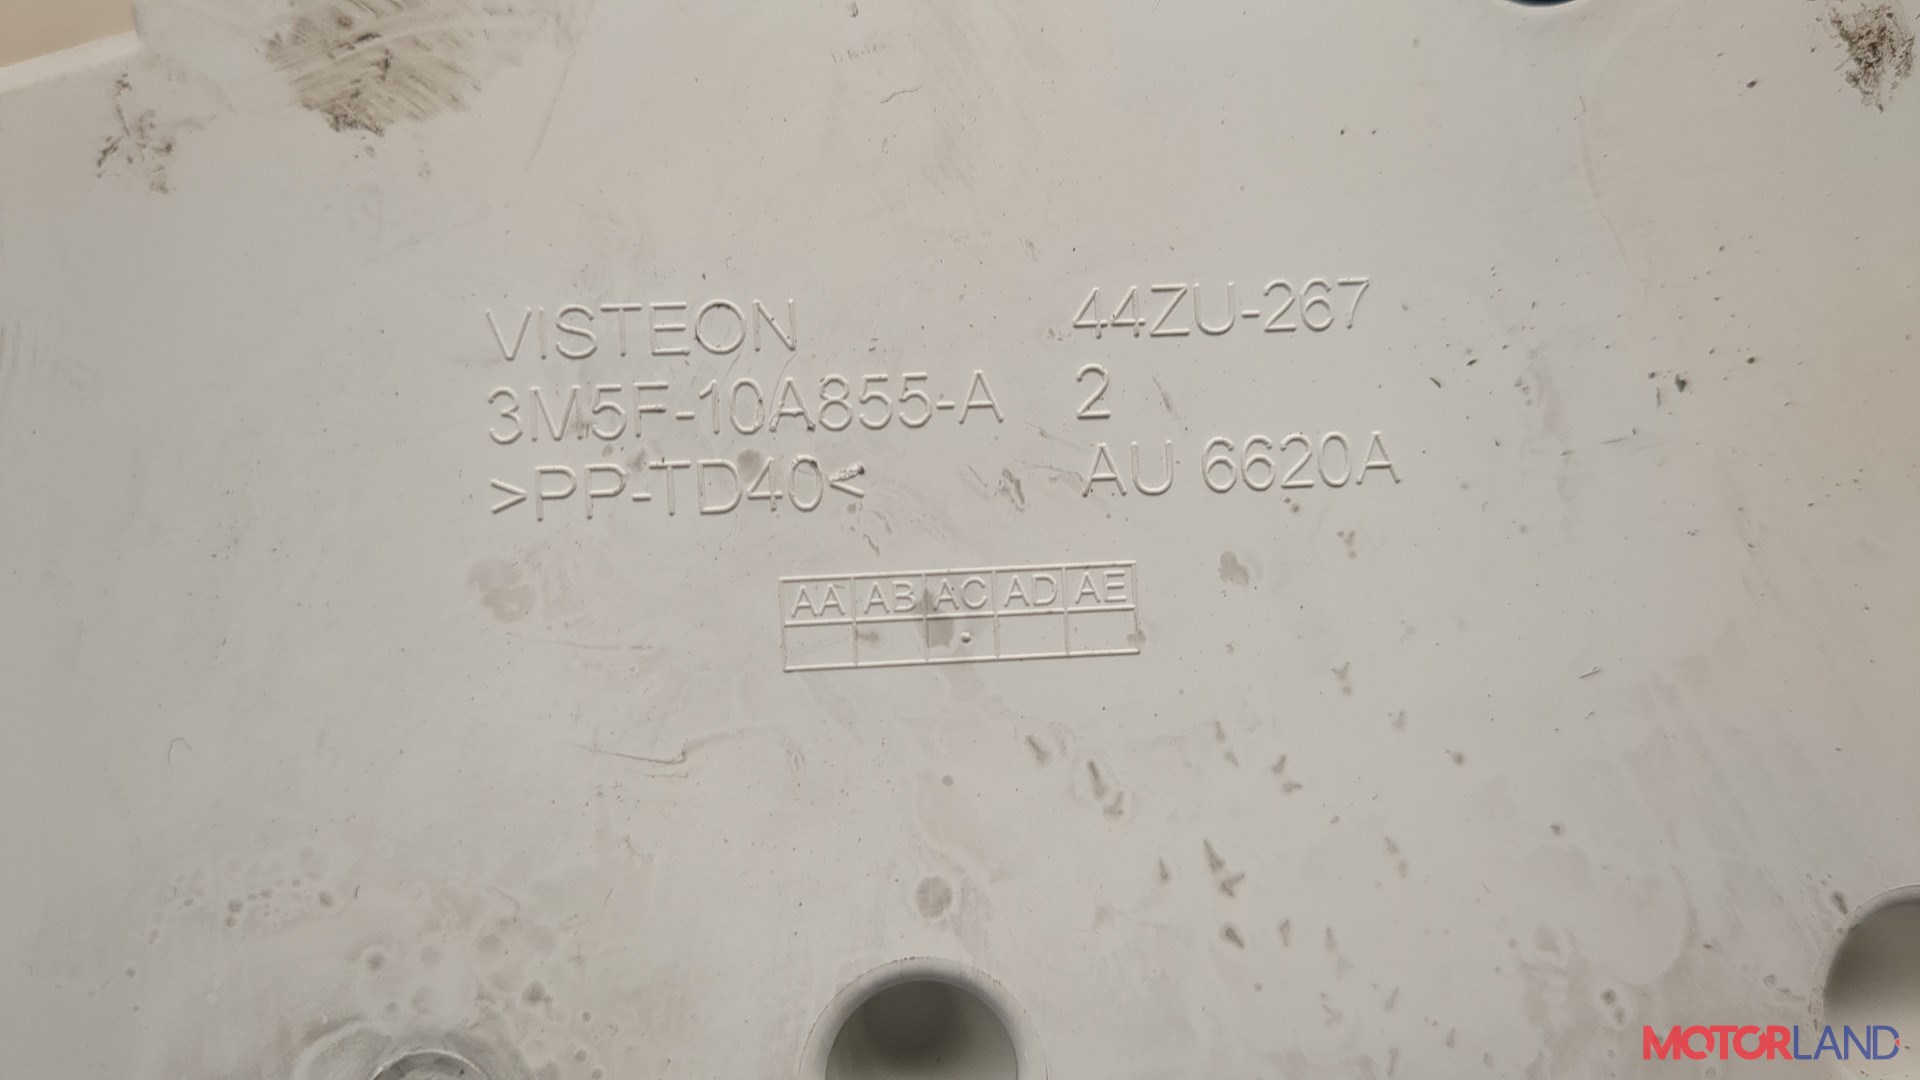 VISTEON
3M5F-10A855-A
>PP-TD40<
44ZU-267
2
AU 6620A
AA AB AC AD AE
MOTORLAND